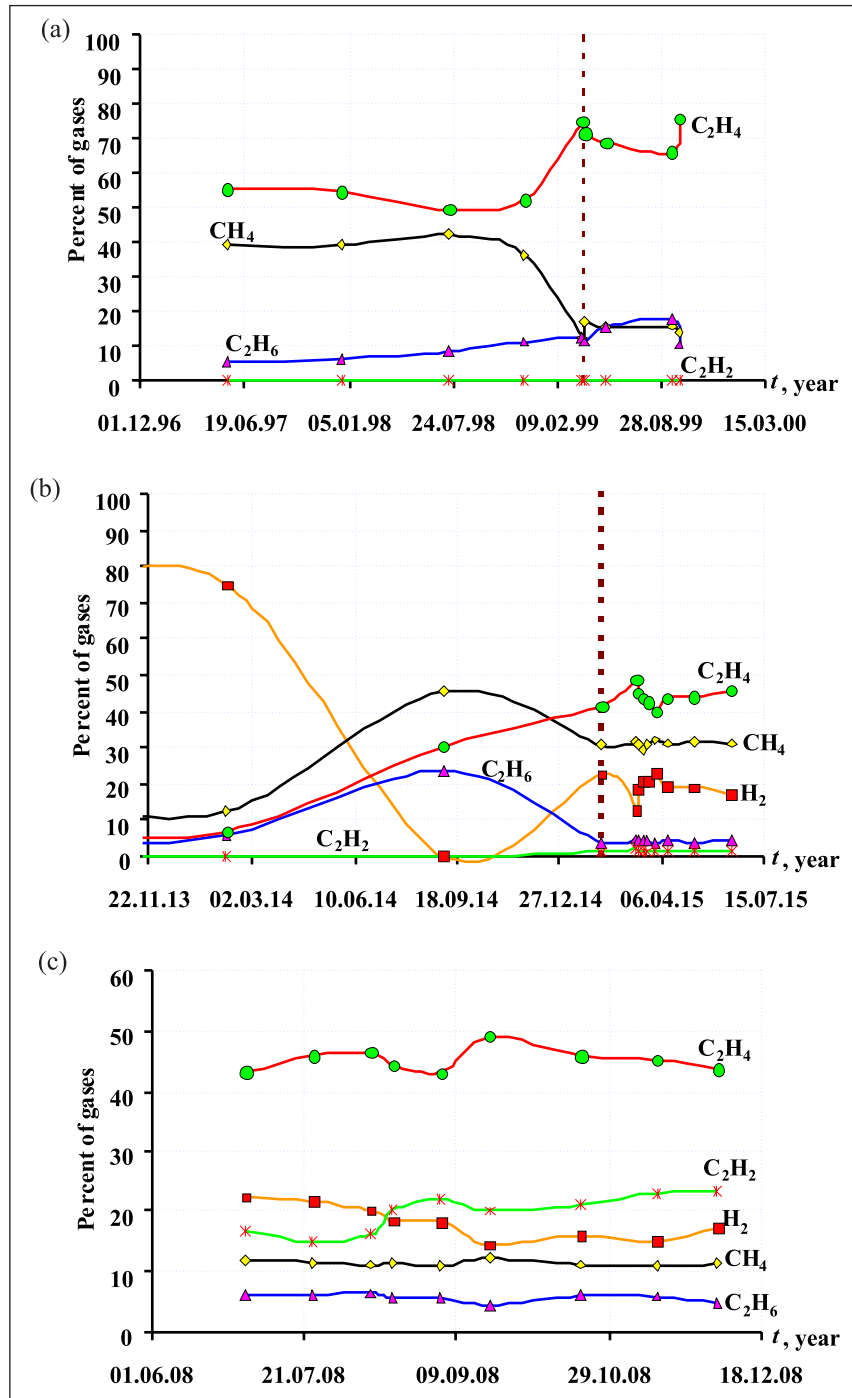 (a)
100
90
80
70
60
50
40
30
20
10
0
Percent of gases
C₂H₄
CH₄
C₂H₆
C₂H₂
t, year
01.12.96 19.06.97 05.01.98 24.07.98 09.02.99 28.08.99 15.03.00
(b)
100
90
80
70
60
50
40
30
20
10
0
Percent of gases
C₂H₄
CH₄
C₂H₆
H₂
C₂H₂
t, year
22.11.13 02.03.14 10.06.14 18.09.14 27.12.14 06.04.15 15.07.15
(c)
60
50
40
30
20
10
0
Percent of gases
C₂H₄
C₂H₂
H₂
CH₄
C₂H₆
t, year
01.06.08 21.07.08 09.09.08 29.10.08 18.12.08